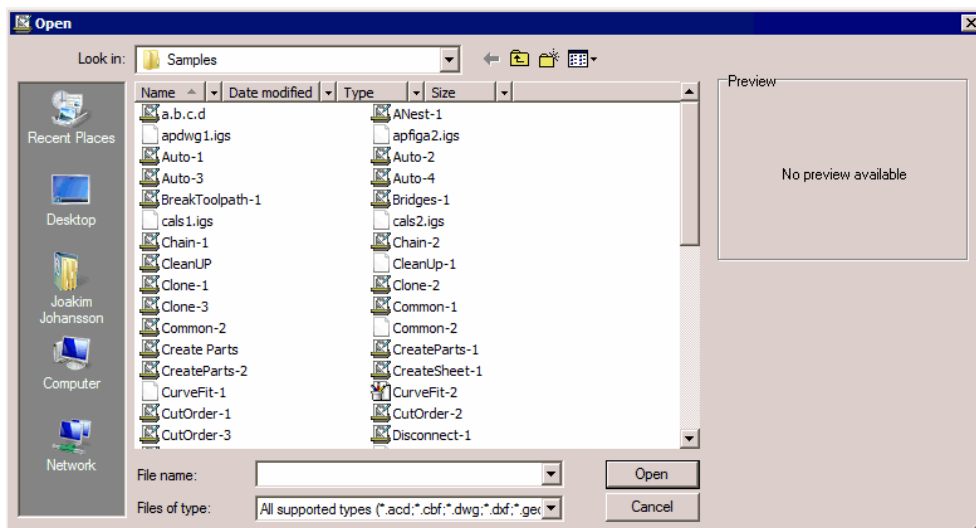 Open
Look in: Samples
Preview
Name Date modified Type Size
a.b.c.d ANest-1
Recent Places apdwg1.igs apfiga2.igs
Auto-1 Auto-2
No preview available
Auto-3 Auto-4
BreakToolpath-1 Bridges-1
Desktop cals1.igs cals2.igs
Chain-1 Chain-2
CleanUP CleanUp-1
Clone-1 Clone-2
Joakim
Johansson
Clone-3 Common-1
Common-2 Common-2
Create Parts CreateParts-1
CreateParts-2 CreateSheet-1
Computer
CurveFit-1 CurveFit-2
CutOrder-1 CutOrder-2
CutOrder-3 Disconnect-1
Network
File name: Open
Files of type: All supported types (*.acd;*.cbf;*.dwg;*.dxf;*.geo Cancel